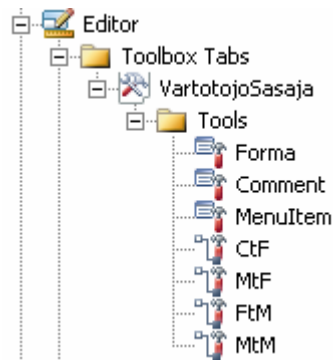 Editor
Toolbox Tabs
VartotojoSasaja
Tools
Forma
Comment
MenuItem
CtF
MtF
FtM
MtM